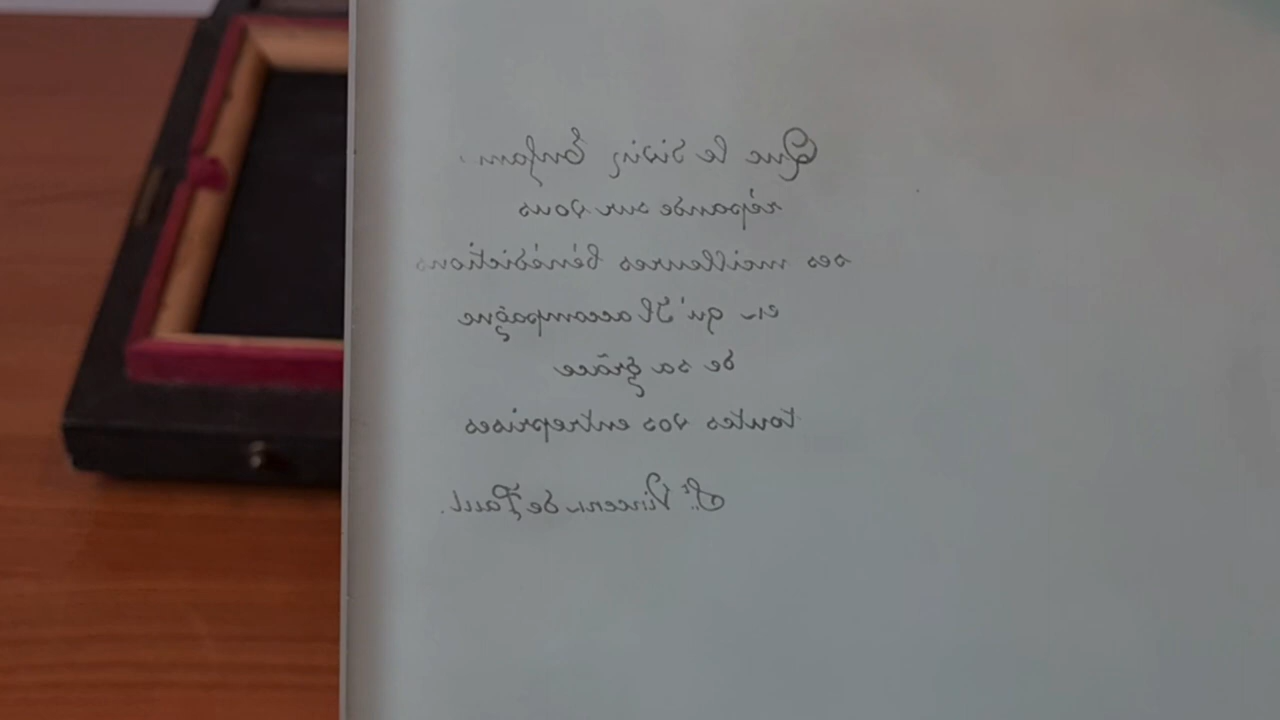 Que le divin Enfant
répande sur vous
ses meilleures bénédictions
et qu'Il accompagne
de sa grâce
toutes vos entreprises
St Vincent de Paul.